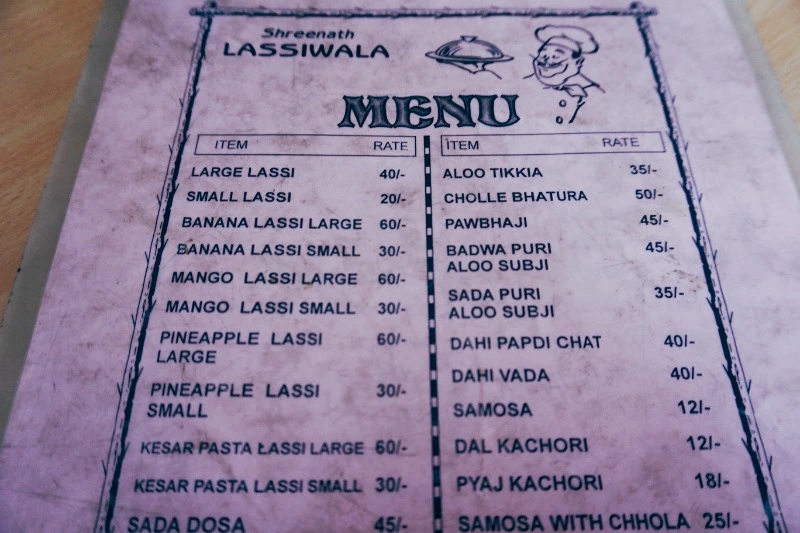 Shreenath
LASSIWALA
MENU
ITEM RATE
LARGE LASSI 40/-
SMALL LASSI 20/-
BANANA LASSI LARGE 60/-
BANANA LASSI SMALL 30/-
MANGO LASSI LARGE 60/-
MANGO LASSI SMALL 30/-
PINEAPPLE LASSI 60/-
LARGE
PINEAPPLE LASSI 30/-
SMALL
KESAR PASTA LASSI LARGE 60/-
KESAR PASTA LASSI SMALL 30/-
SADA DOSA 45/-
ITEM RATE
ALOO TIKKIA 35/-
CHOLLE BHATURA 50/-
PAWBHAJI 45/-
BADWA PURI 45/-
ALOO SUBJI
SADA PURI 35/-
ALOO SUBJI
DAHI PAPDI CHAT 40/-
DAHI VADA 40/-
SAMOSA 12/-
DAL KACHORI 12/-
PYAJ KACHORI 18/-
SAMOSA WITH CHHOLA 25/-